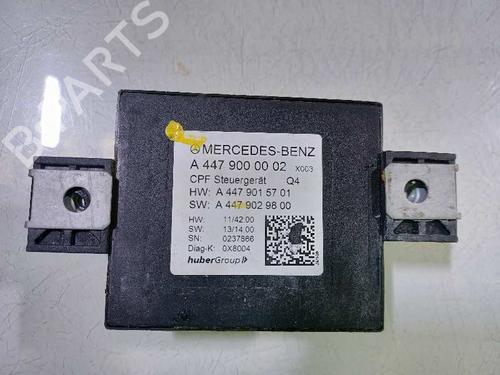 B-PARTS
MERCEDES-BENZ
A 447 900 00 02 X003
CPF Steuergerät Q4
HW: A 447 901 57 01
SW: A 447 902 98 00
HW: 11/42.00
SW: 13/14.00
SN: 0237866
Diag-K: 0X8004
huberGroup